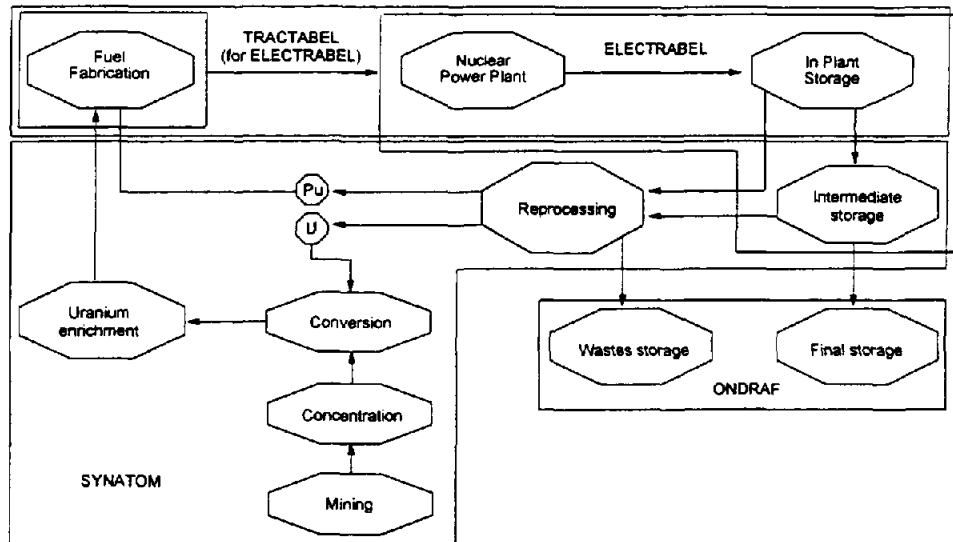 Fuel
Fabrication
TRACTABEL
(for ELECTRABEL)
Nuclear
Power Plant
ELECTRABEL
In Plant
Storage
Pu
U
Reprocessing
Intermediate
storage
Uranium
enrichment
Conversion
Wastes storage
Final storage
ONDRAF
Concentration
SYNATOM
Mining